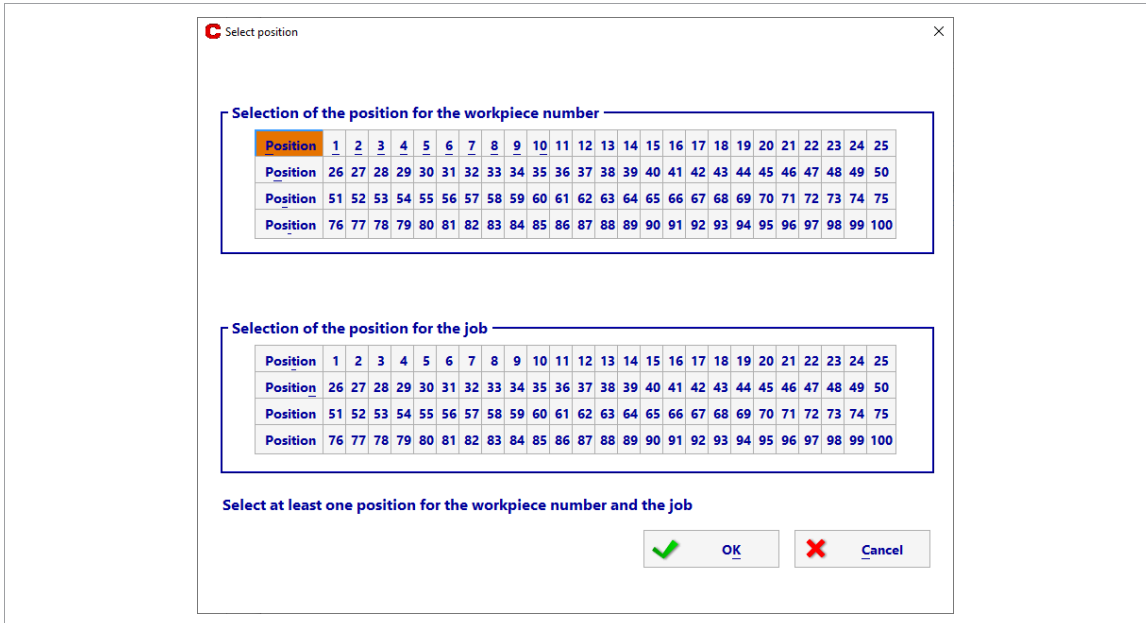 Select position
Selection of the position for the workpiece number
Position 1 2 3 4 5 6 7 8 9 10 11 12 13 14 15 16 17 18 19 20 21 22 23 24 25
Position 26 27 28 29 30 31 32 33 34 35 36 37 38 39 40 41 42 43 44 45 46 47 48 49 50
Position 51 52 53 54 55 56 57 58 59 60 61 62 63 64 65 66 67 68 69 70 71 72 73 74 75
Position 76 77 78 79 80 81 82 83 84 85 86 87 88 89 90 91 92 93 94 95 96 97 98 99 100
Selection of the position for the job
Position 1 2 3 4 5 6 7 8 9 10 11 12 13 14 15 16 17 18 19 20 21 22 23 24 25
Position 26 27 28 29 30 31 32 33 34 35 36 37 38 39 40 41 42 43 44 45 46 47 48 49 50
Position 51 52 53 54 55 56 57 58 59 60 61 62 63 64 65 66 67 68 69 70 71 72 73 74 75
Position 76 77 78 79 80 81 82 83 84 85 86 87 88 89 90 91 92 93 94 95 96 97 98 99 100
Select at least one position for the workpiece number and the job
OK Cancel